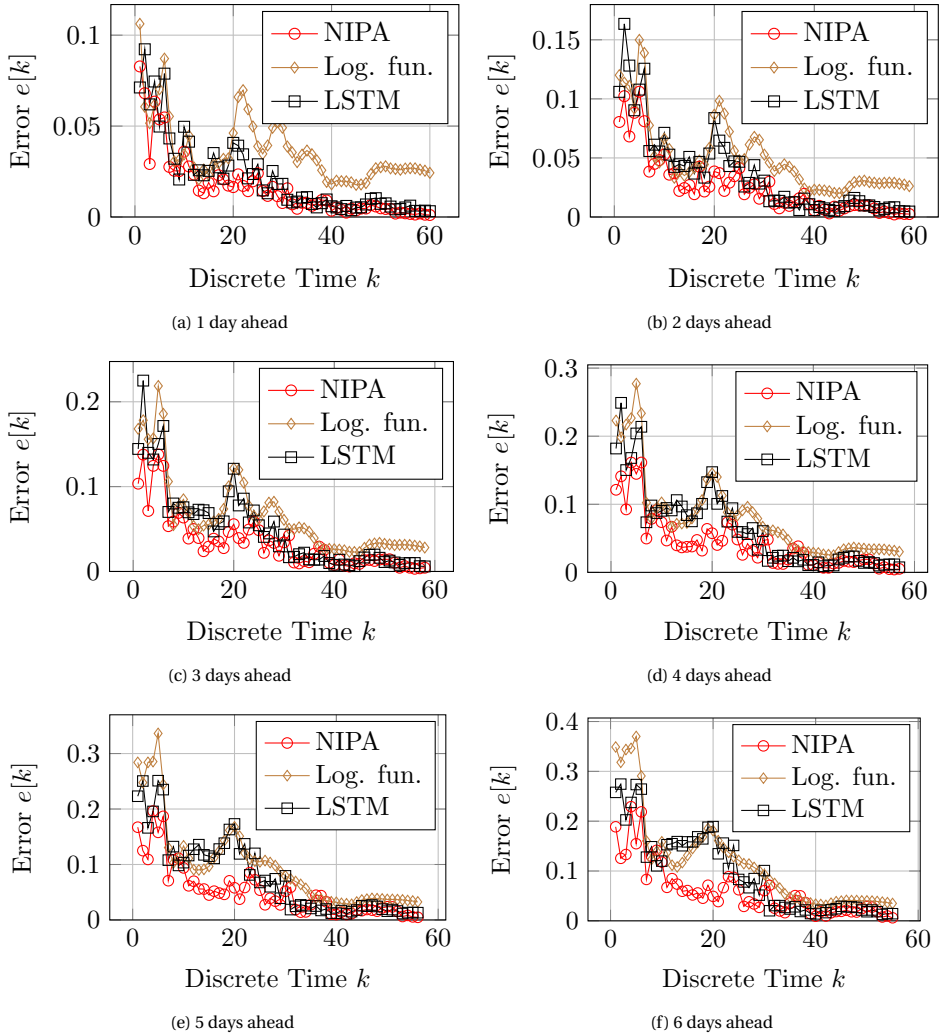 0.1
0.05
0
0 20 40 60
Error e[k]
Discrete Time k
NIPA
Log. fun.
LSTM
(a) 1 day ahead
0.15
0.1
0.05
0
0 20 40 60
Error e[k]
Discrete Time k
NIPA
Log. fun.
LSTM
(b) 2 days ahead
0.2
0.1
0
0 20 40 60
Error e[k]
Discrete Time k
NIPA
Log. fun.
LSTM
(c) 3 days ahead
0.3
0.2
0.1
0
0 20 40 60
Error e[k]
Discrete Time k
NIPA
Log. fun.
LSTM
(d) 4 days ahead
0.3
0.2
0.1
0
0 20 40 60
Error e[k]
Discrete Time k
NIPA
Log. fun.
LSTM
(e) 5 days ahead
0.4
0.3
0.2
0.1
0
0 20 40 60
Error e[k]
Discrete Time k
NIPA
Log. fun.
LSTM
(f) 6 days ahead